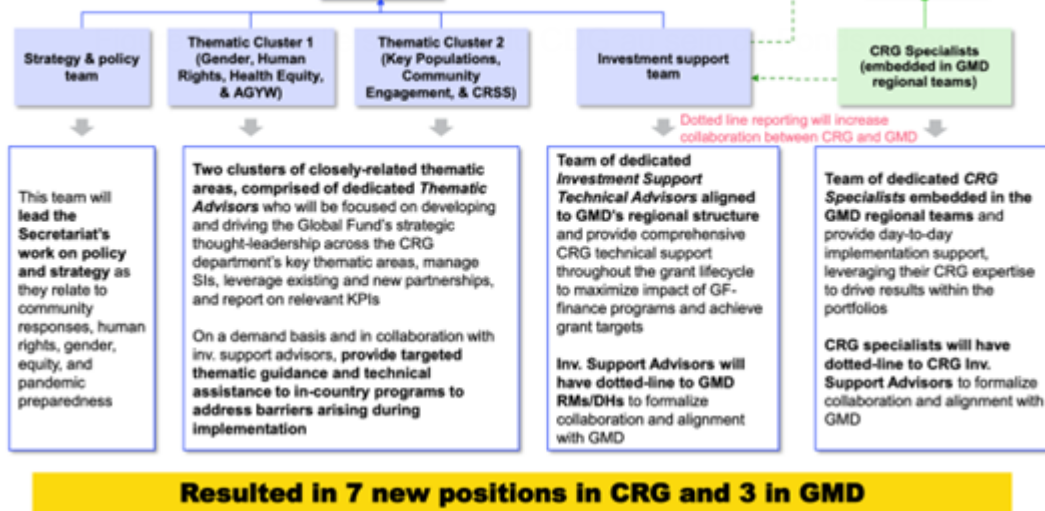 Strategy & policy
team
Thematic Cluster 1
(Gender, Human
Rights, Health Equity,
& AGYW)
Thematic Cluster 2
(Key Populations,
Community
Engagement, & CRSS)
Investment support
team
CRG Specialists
(embedded in GMD
regional teams)
Dotted line reporting will increase
collaboration between CRG and GMD
This team will
lead the
Secretariat's
work on policy
and strategy as
they relate to
community
responses, human
rights, gender,
equity, and
pandemic
preparedness
Two clusters of closely-related thematic
areas, comprised of dedicated Thematic
Advisors who will be focused on developing
and driving the Global Fund's strategic
thought-leadership across the CRG
department's key thematic areas, manage
SIs, leverage existing and new partnerships,
and report on relevant KPIs
On a demand basis and in collaboration with
inv. support advisors, provide targeted
thematic guidance and technical
assistance to in-country programs to
address barriers arising during
implementation
Team of dedicated
Investment Support
Technical Advisors aligned
to GMD's regional structure
and provide comprehensive
CRG technical support
throughout the grant lifecycle
to maximize impact of GF-
finance programs and achieve
grant targets
Inv. Support Advisors will
have dotted-line to GMD
RMs/DHs to formalize
collaboration and alignment
with GMD
Team of dedicated CRG
Specialists embedded in the
GMD regional teams and
provide day-to-day
implementation support,
leveraging their CRG expertise
to drive results within the
portfolios
CRG specialists will have
dotted-line to CRG Inv.
Support Advisors to formalize
collaboration and alignment with
GMD
Resulted in 7 new positions in CRG and 3 in GMD